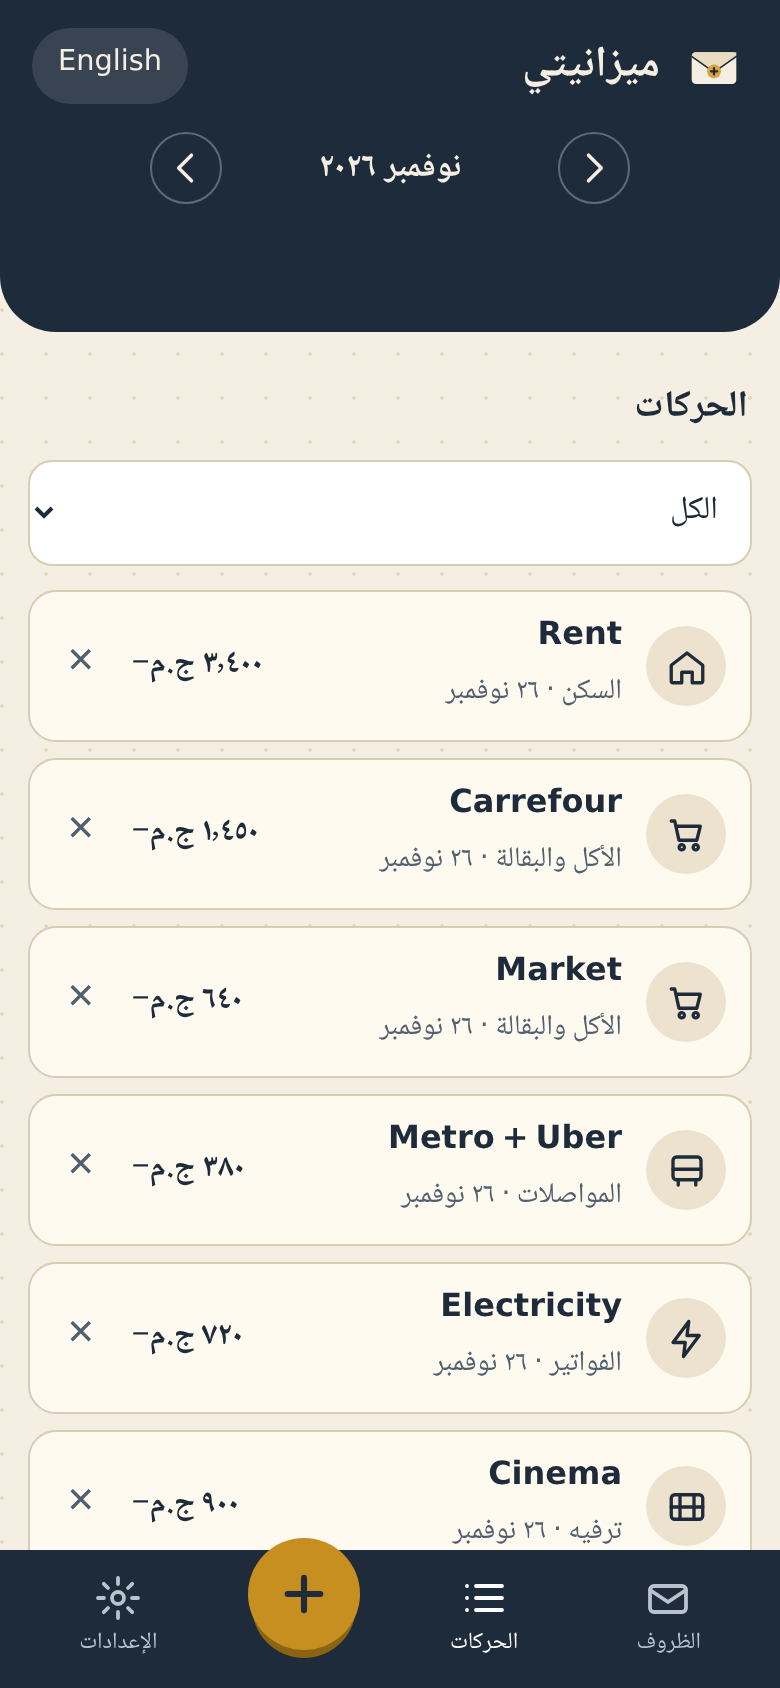 ميزانيتي
English
نوفمبر ٢٠٢٦
الحركات
الكل
Rent
السكن · ٢٦ نوفمبر
−٣٬٤٠٠ ج.م
Carrefour
الأكل والبقالة · ٢٦ نوفمبر
−١٬٤٥٠ ج.م
Market
الأكل والبقالة · ٢٦ نوفمبر
−٦٤٠ ج.م
Metro + Uber
المواصلات · ٢٦ نوفمبر
−٣٨٠ ج.م
Electricity
الفواتير · ٢٦ نوفمبر
−٧٢٠ ج.م
Cinema
ترفيه · ٢٦ نوفمبر
−٩٠٠ ج.م
الظروف
الحركات
الإعدادات